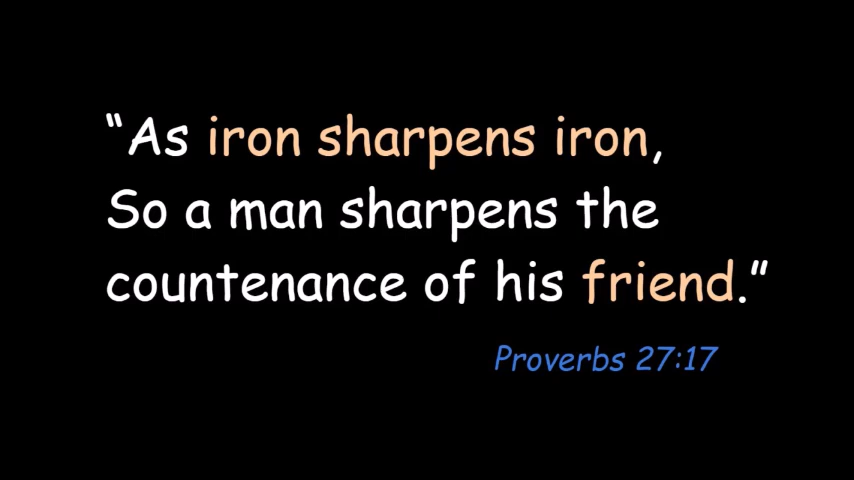 “As iron sharpens iron,
So a man sharpens the
countenance of his friend.”
Proverbs 27:17